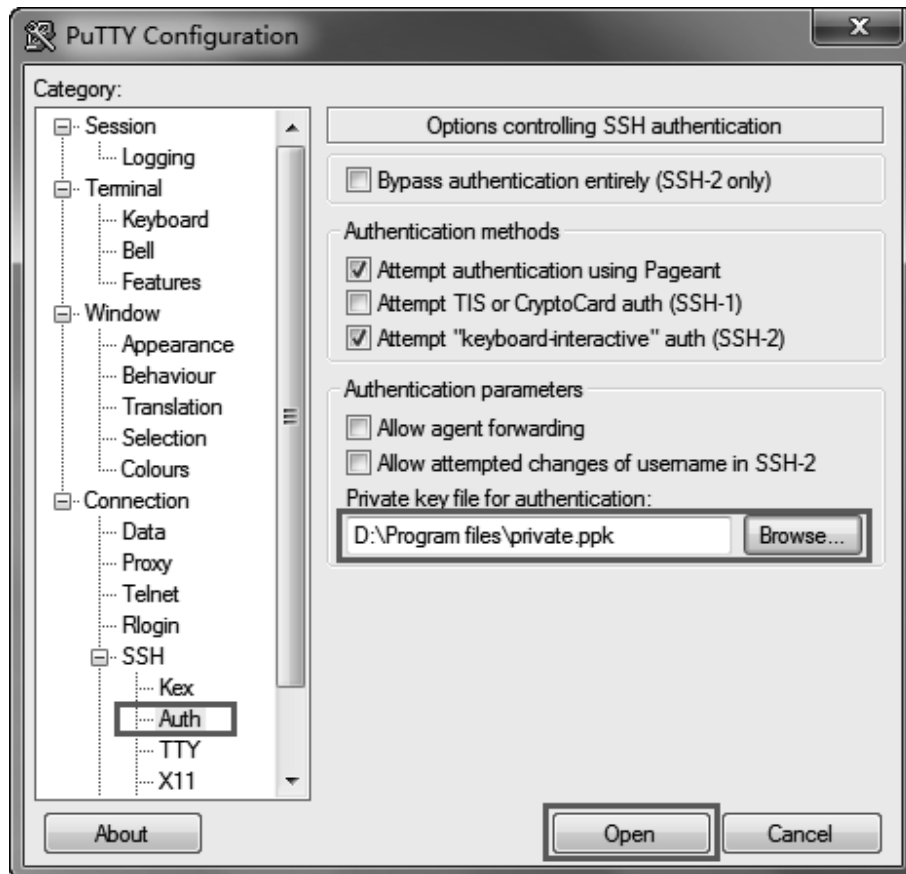 PuTTY Configuration
X
Category:
Session
Logging
Terminal
Keyboard
Bell
Features
Window
Appearance
Behaviour
Translation
Selection
Colours
Connection
Data
Proxy
Telnet
Rlogin
SSH
Kex
Auth
TTY
X11
Options controlling SSH authentication
Bypass authentication entirely (SSH-2 only)
Authentication methods
Attempt authentication using Pageant
Attempt TIS or CryptoCard auth (SSH-1)
Attempt "keyboard-interactive" auth (SSH-2)
Authentication parameters
Allow agent forwarding
Allow attempted changes of username in SSH-2
Private key file for authentication:
D:\Program files\private.ppk
Browse...
About
Open
Cancel